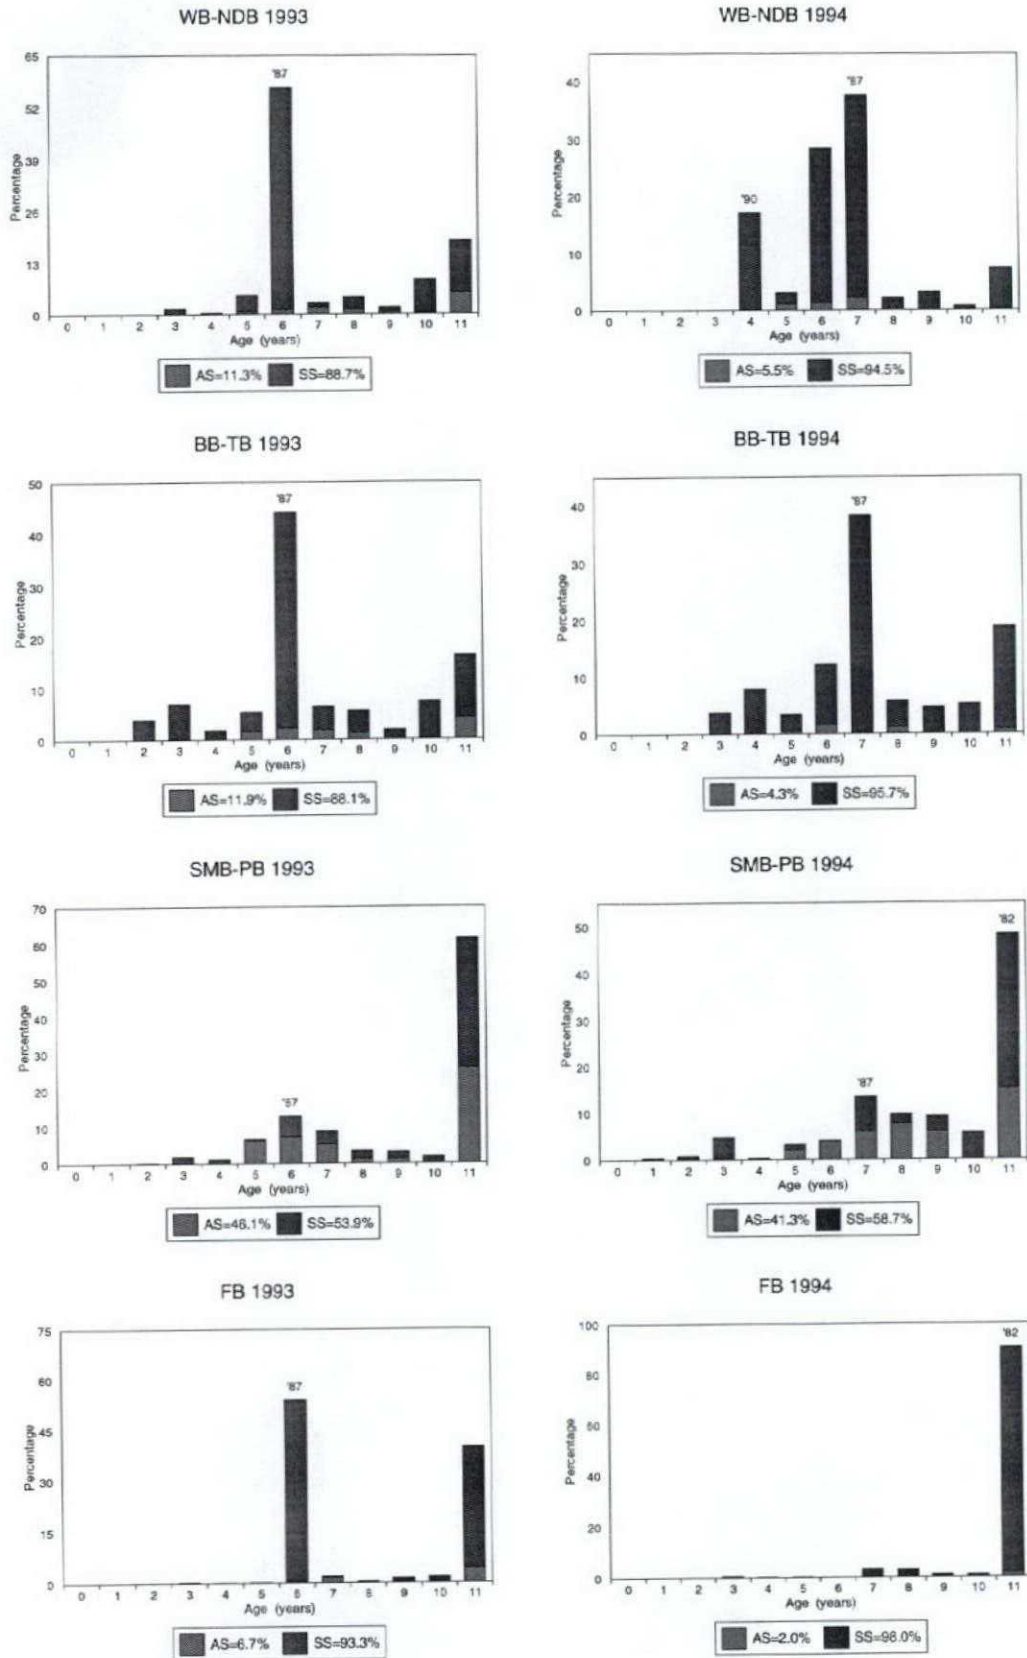 WB-NDB 1993
65
52
39
26
13
0
Percentage
'87
0 1 2 3 4 5 6 7 8 9 10 11
Age (years)
AS=11.3% SS=88.7%
WB-NDB 1994
40
30
20
10
0
Percentage
'90
'87
0 1 2 3 4 5 6 7 8 9 10 11
Age (years)
AS=5.5% SS=94.5%
BB-TB 1993
50
40
30
20
10
0
Percentage
'87
0 1 2 3 4 5 6 7 8 9 10 11
Age (years)
AS=11.9% SS=88.1%
BB-TB 1994
40
30
20
10
0
Percentage
'87
0 1 2 3 4 5 6 7 8 9 10 11
Age (years)
AS=4.3% SS=95.7%
SMB-PB 1993
70
60
50
40
30
20
10
0
Percentage
'87
0 1 2 3 4 5 6 7 8 9 10 11
Age (years)
AS=46.1% SS=53.9%
SMB-PB 1994
50
40
30
20
10
0
Percentage
'87
'82
0 1 2 3 4 5 6 7 8 9 10 11
Age (years)
AS=41.3% SS=58.7%
FB 1993
75
60
45
30
15
0
Percentage
'87
0 1 2 3 4 5 6 7 8 9 10 11
Age (years)
AS=6.7% SS=93.3%
FB 1994
100
80
60
40
20
0
Percentage
'82
0 1 2 3 4 5 6 7 8 9 10 11
Age (years)
AS=2.0% SS=98.0%